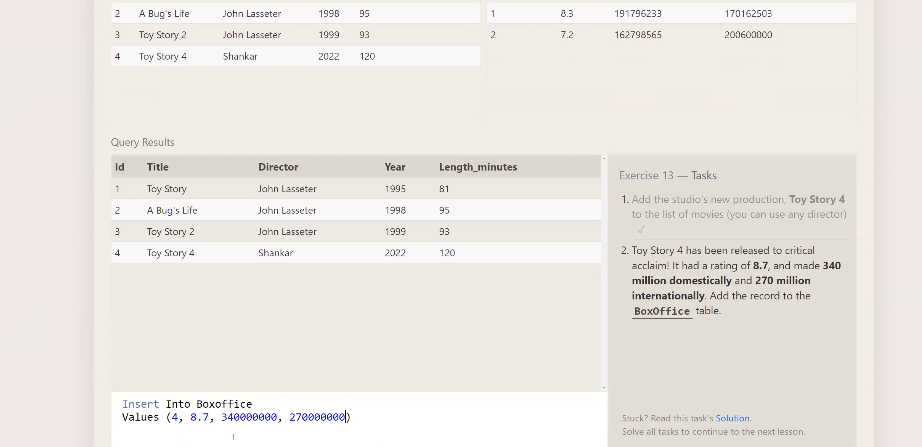 2 A Bug's Life John Lasseter 1998 95
1 8.3 191796233 170162503
3 Toy Story 2 John Lasseter 1999 93
2 7.2 162798565 200600000
4 Toy Story 4 Shankar 2022 120
Query Results
Id Title Director Year Length_minutes
1 Toy Story John Lasseter 1995 81
2 A Bug's Life John Lasseter 1998 95
3 Toy Story 2 John Lasseter 1999 93
4 Toy Story 4 Shankar 2022 120
Exercise 13 — Tasks
1. Add the studio's new production, Toy Story 4
to the list of movies (you can use any director)
✓
2. Toy Story 4 has been released to critical
acclaim! It had a rating of 8.7, and made 340
million domestically and 270 million
internationally. Add the record to the
BoxOffice table.
Insert Into Boxoffice
Values (4, 8.7, 340000000, 270000000)
Stuck? Read this task's Solution.
Solve all tasks to continue to the next lesson.